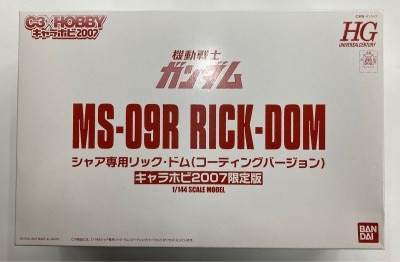 C3×HOBBY
キャラホビ2007
HG
UNIVERSAL CENTURY
機動戦士
ガンダム
MS-09R RICK-DOM
シャア専用リック・ドム(コーティングバージョン)
キャラホビ2007限定版
1/144 SCALE MODEL
BAN
DAI